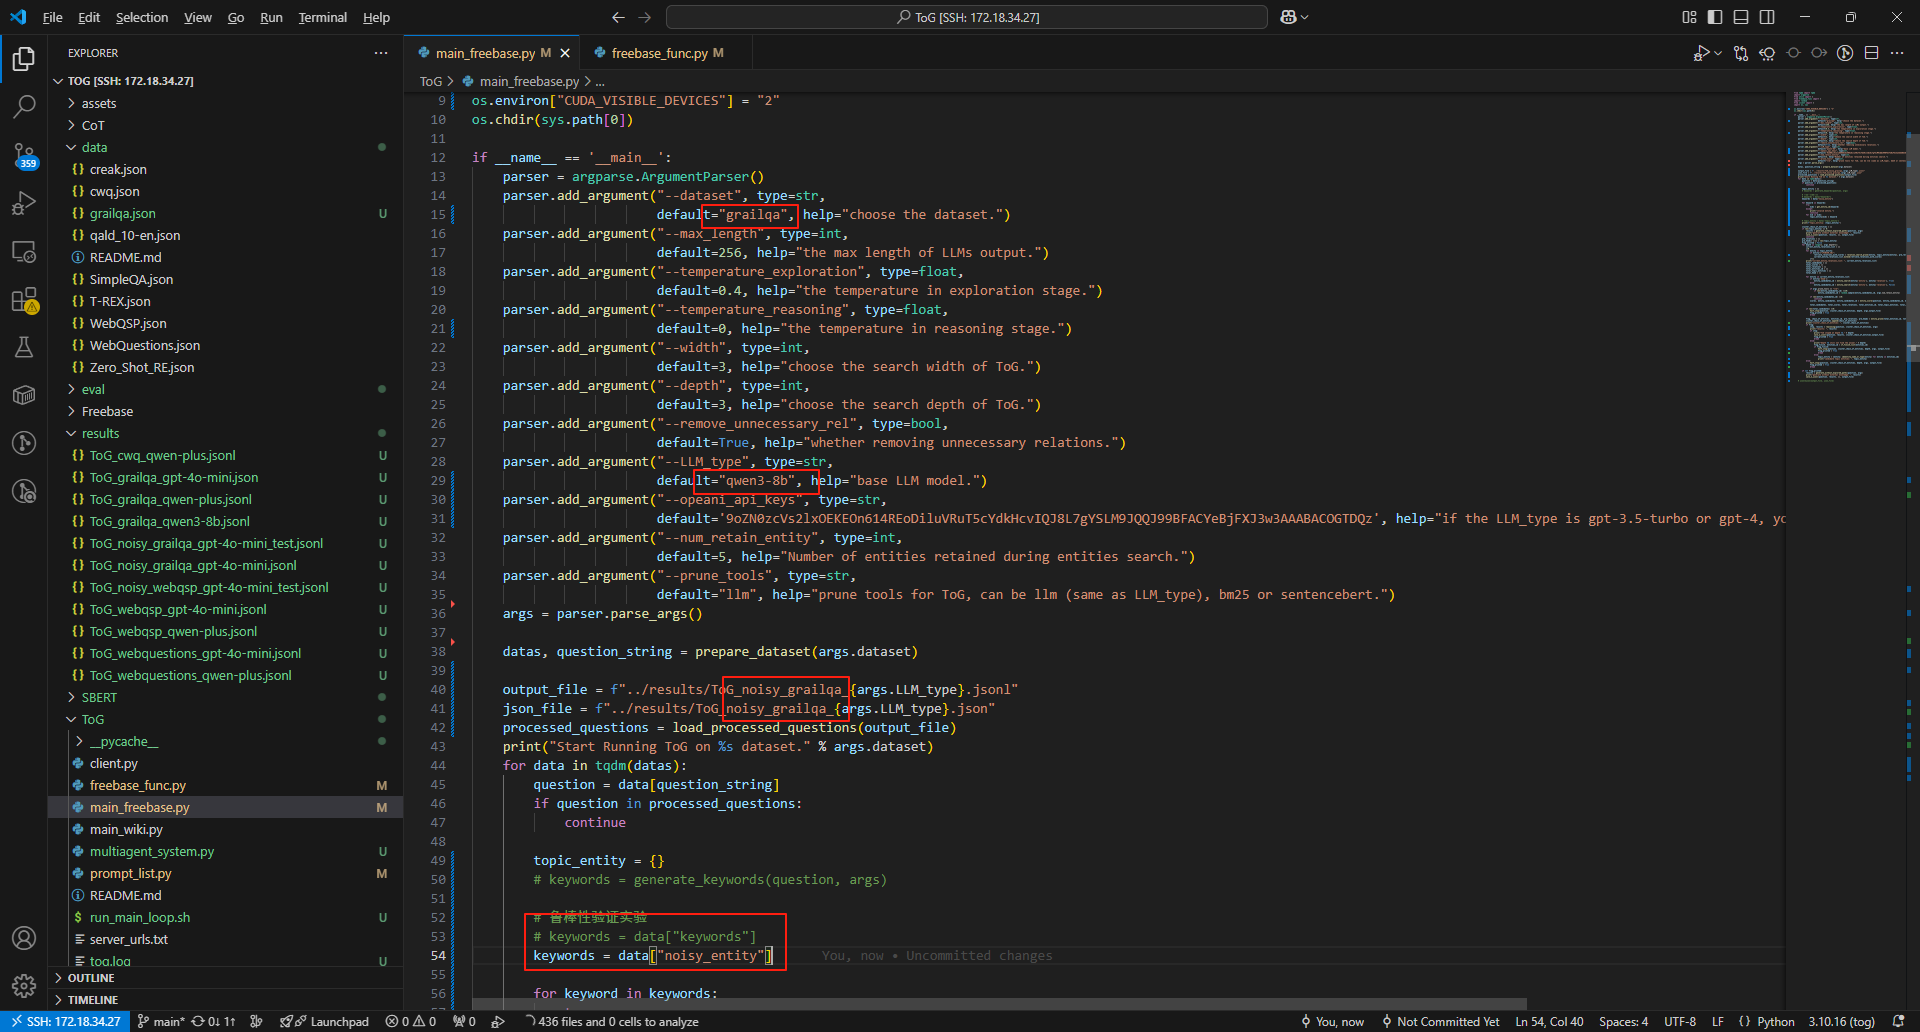 File Edit Selection View Go Run Terminal Help
ToG [SSH: 172.18.34.27]
EXPLORER
TOG [SSH: 172.18.34.27]
assets
CoT
data
creak.json
cwq.json
grailqa.json U
qald_10-en.json
README.md
SimpleQA.json
T-REX.json
WebQSP.json
WebQuestions.json
Zero_Shot_RE.json
eval
Freebase
results
ToG_cwq_qwen-plus.jsonl U
ToG_grailqa_gpt-4o-mini.json U
ToG_grailqa_qwen-plus.jsonl U
ToG_grailqa_qwen3-8b.jsonl U
ToG_noisy_grailqa_gpt-4o-mini_test.jsonl U
ToG_noisy_grailqa_gpt-4o-mini.jsonl U
ToG_noisy_webqsp_gpt-4o-mini_test.jsonl U
ToG_webqsp_gpt-4o-mini.jsonl U
ToG_webqsp_qwen-plus.jsonl U
ToG_webquestions_gpt-4o-mini.jsonl U
ToG_webquestions_qwen-plus.jsonl U
SBERT
ToG
__pycache__
client.py
freebase_func.py M
main_freebase.py M
main_wiki.py
multiagent_system.py U
prompt_list.py M
README.md
run_main_loop.sh U
server_urls.txt
tog.log U
OUTLINE
TIMELINE
359
main_freebase.py M
freebase_func.py M
ToG > main_freebase.py > ...
9 os.environ["CUDA_VISIBLE_DEVICES"] = "2"
10 os.chdir(sys.path[0])
11
12 if __name__ == '__main__':
13 parser = argparse.ArgumentParser()
14 parser.add_argument("--dataset", type=str,
15 default="grailqa", help="choose the dataset.")
16 parser.add_argument("--max_length", type=int,
17 default=256, help="the max length of LLMs output.")
18 parser.add_argument("--temperature_exploration", type=float,
19 default=0.4, help="the temperature in exploration stage.")
20 parser.add_argument("--temperature_reasoning", type=float,
21 default=0, help="the temperature in reasoning stage.")
22 parser.add_argument("--width", type=int,
23 default=3, help="choose the search width of ToG.")
24 parser.add_argument("--depth", type=int,
25 default=3, help="choose the search depth of ToG.")
26 parser.add_argument("--remove_unnecessary_rel", type=bool,
27 default=True, help="whether removing unnecessary relations.")
28 parser.add_argument("--LLM_type", type=str,
29 default="qwen3-8b", help="base LLM model.")
30 parser.add_argument("--opeani_api_keys", type=str,
31 default='9oZN0zcVs2lxOEKEOn614REoDiluVRuT5cYdkHcvIQJ8L7gYSLM9JQQJ99BFACYeBjFXJ3w3AAABACOGTDQz', help="if the LLM_type is gpt-3.5-turbo or gpt-4, yo
32 parser.add_argument("--num_retain_entity", type=int,
33 default=5, help="Number of entities retained during entities search.")
34 parser.add_argument("--prune_tools", type=str,
35 default="llm", help="prune tools for ToG, can be llm (same as LLM_type), bm25 or sentencebert.")
36 args = parser.parse_args()
37
38 datas, question_string = prepare_dataset(args.dataset)
39
40 output_file = f"../results/ToG_noisy_grailqa_{args.LLM_type}.jsonl"
41 json_file = f"../results/ToG_noisy_grailqa_{args.LLM_type}.json"
42 processed_questions = load_processed_questions(output_file)
43 print("Start Running ToG on %s dataset." % args.dataset)
44 for data in tqdm(datas):
45 question = data[question_string]
46 if question in processed_questions:
47 continue
48
49 topic_entity = {}
50 # keywords = generate_keywords(question, args)
51
52 # 鲁棒性验证实验
53 # keywords = data["keywords"]
54 keywords = data["noisy_entity"] You, now • Uncommitted changes
55
56 for keyword in keywords:
SSH: 172.18.34.27 main* 0↓ 1↑ Launchpad 0 0 0 436 files and 0 cells to analyze You, now Not Committed Yet Ln 54, Col 40 Spaces: 4 UTF-8 LF Python 3.10.16 (tog)